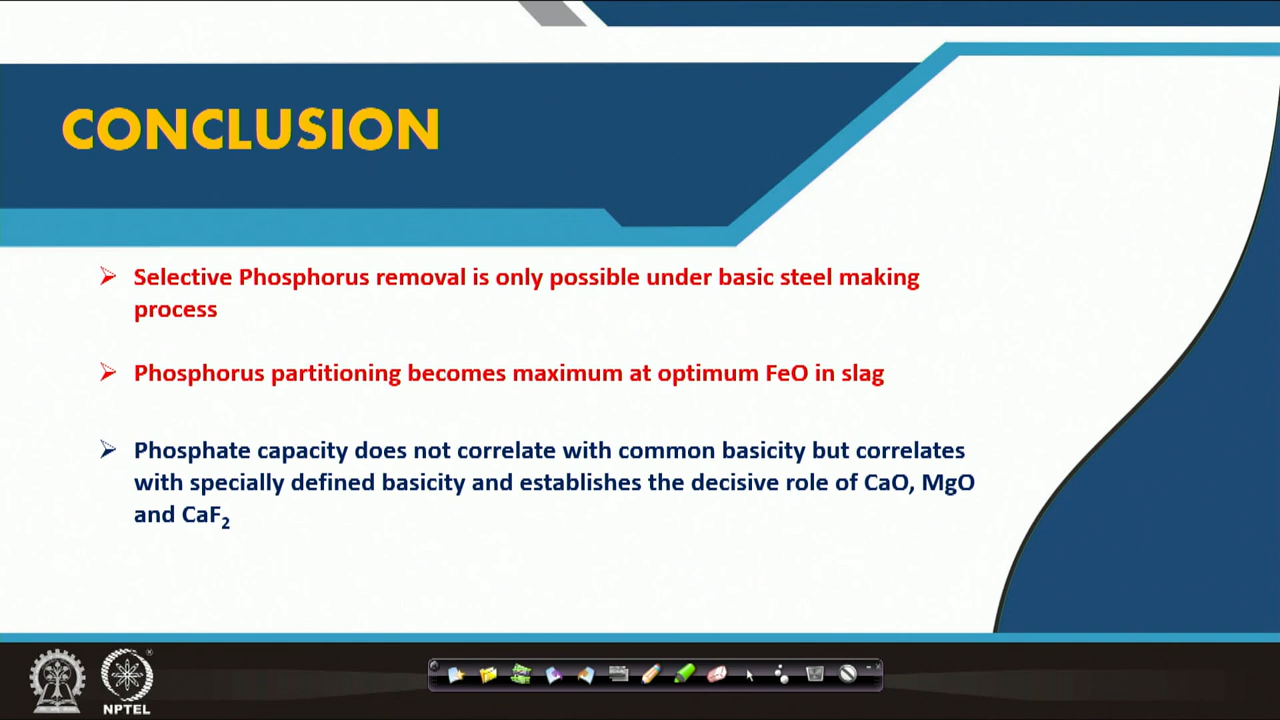 CONCLUSION
Selective Phosphorus removal is only possible under basic steel making
process
Phosphorus partitioning becomes maximum at optimum FeO in slag
Phosphate capacity does not correlate with common basicity but correlates
with specially defined basicity and establishes the decisive role of CaO, MgO
and CaF₂
NPTEL